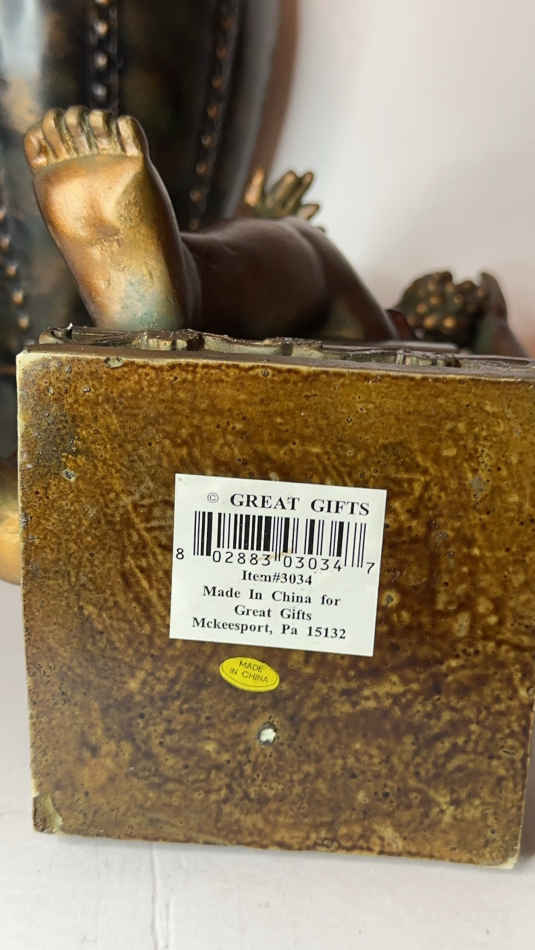 © GREAT GIFTS
8 02883 03034 7
Item#3034
Made In China for
Great Gifts
Mckeesport, Pa 15132
MADE
IN CHINA